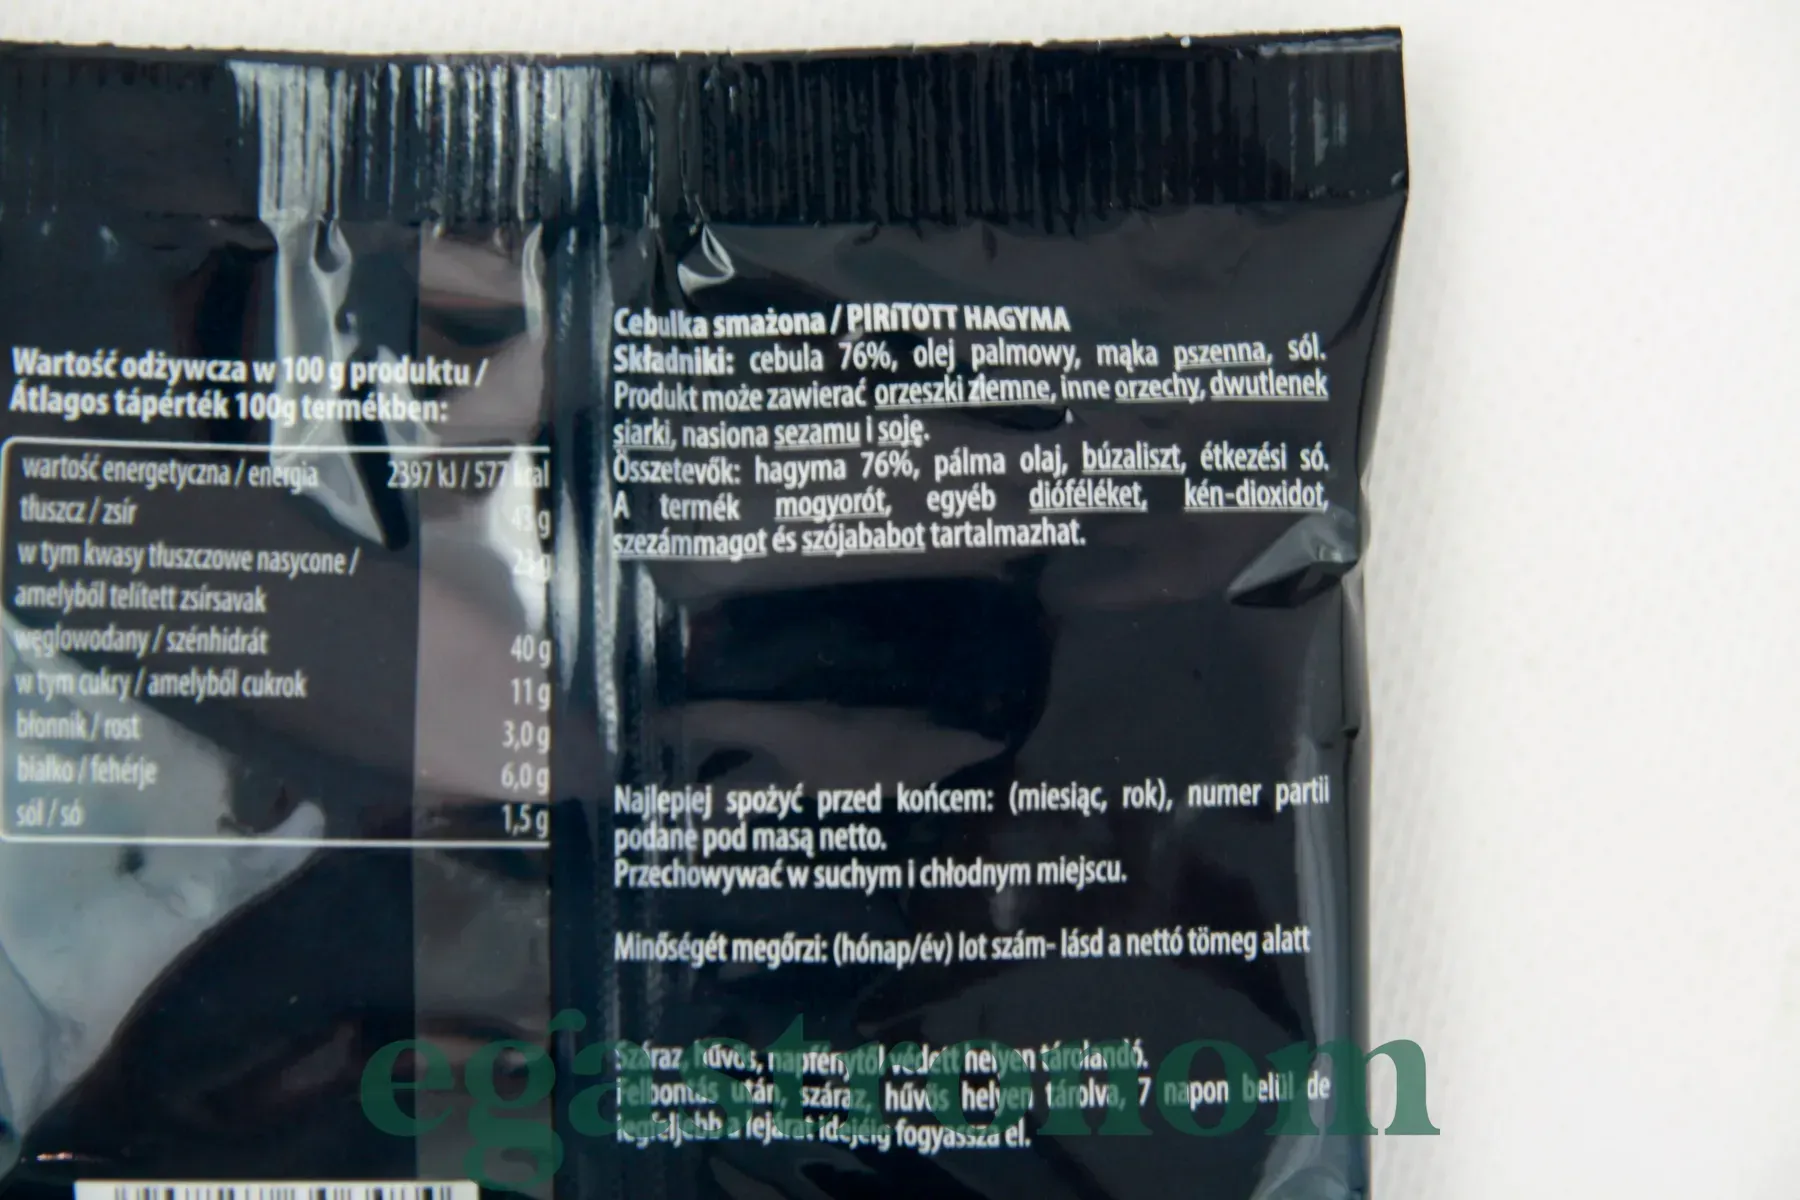 Wartość odżywcza w 100 g produktu /
Átlagos tápérték 100g termékben:
wartość energetyczna / energia 2397 kJ / 577 kcal
tłuszcz / zsír 43 g
w tym kwasy tłuszczowe nasycone / 23 g
amelyből telített zsírsavak
węglowodany / szénhidrát 40 g
w tym cukry / amelyből cukrok 11 g
błonnik / rost 3,0 g
białko / fehérje 6,0 g
sól / só 1,5 g
Cebulka smażona / PIRÍTOTT HAGYMA
Składniki: cebula 76%, olej palmowy, mąka pszenna, sól.
Produkt może zawierać orzeszki ziemne, inne orzechy, dwutlenek
siarki, nasiona sezamu i soję.
Összetevők: hagyma 76%, pálma olaj, búzaliszt, étkezési só.
A termék mogyorót, egyéb dióféléket, kén-dioxidot,
szezámmagot és szójababot tartalmazhat.
Najlepiej spożyć przed końcem: (miesiąc, rok), numer partii
podane pod masą netto.
Przechowywać w suchym i chłodnym miejscu.
Minőségét megőrzi: (hónap/év) lot szám- lásd a nettó tömeg alatt
Száraz, hűvös, napfénytől védett helyen tárolandó.
Felbontás után, száraz, hűvös helyen tárolva, 7 napon belül de
legfeljebb a lejárat idejéig fogyassza el.
egastronom